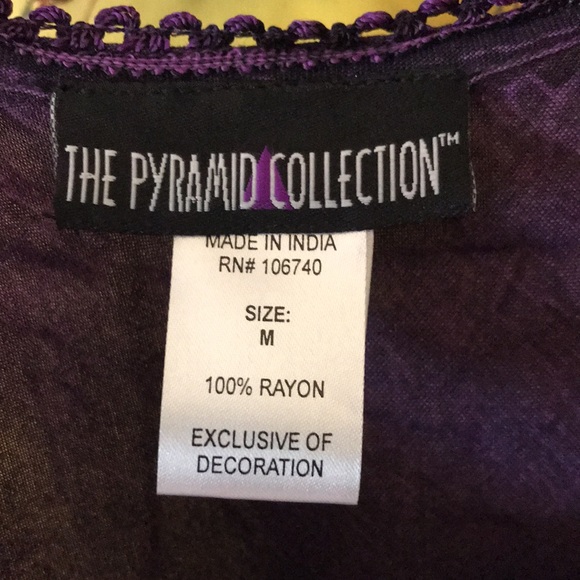 THE PYRAMID COLLECTION™
MADE IN INDIA
RN# 106740
SIZE:
M
100% RAYON
EXCLUSIVE OF
DECORATION